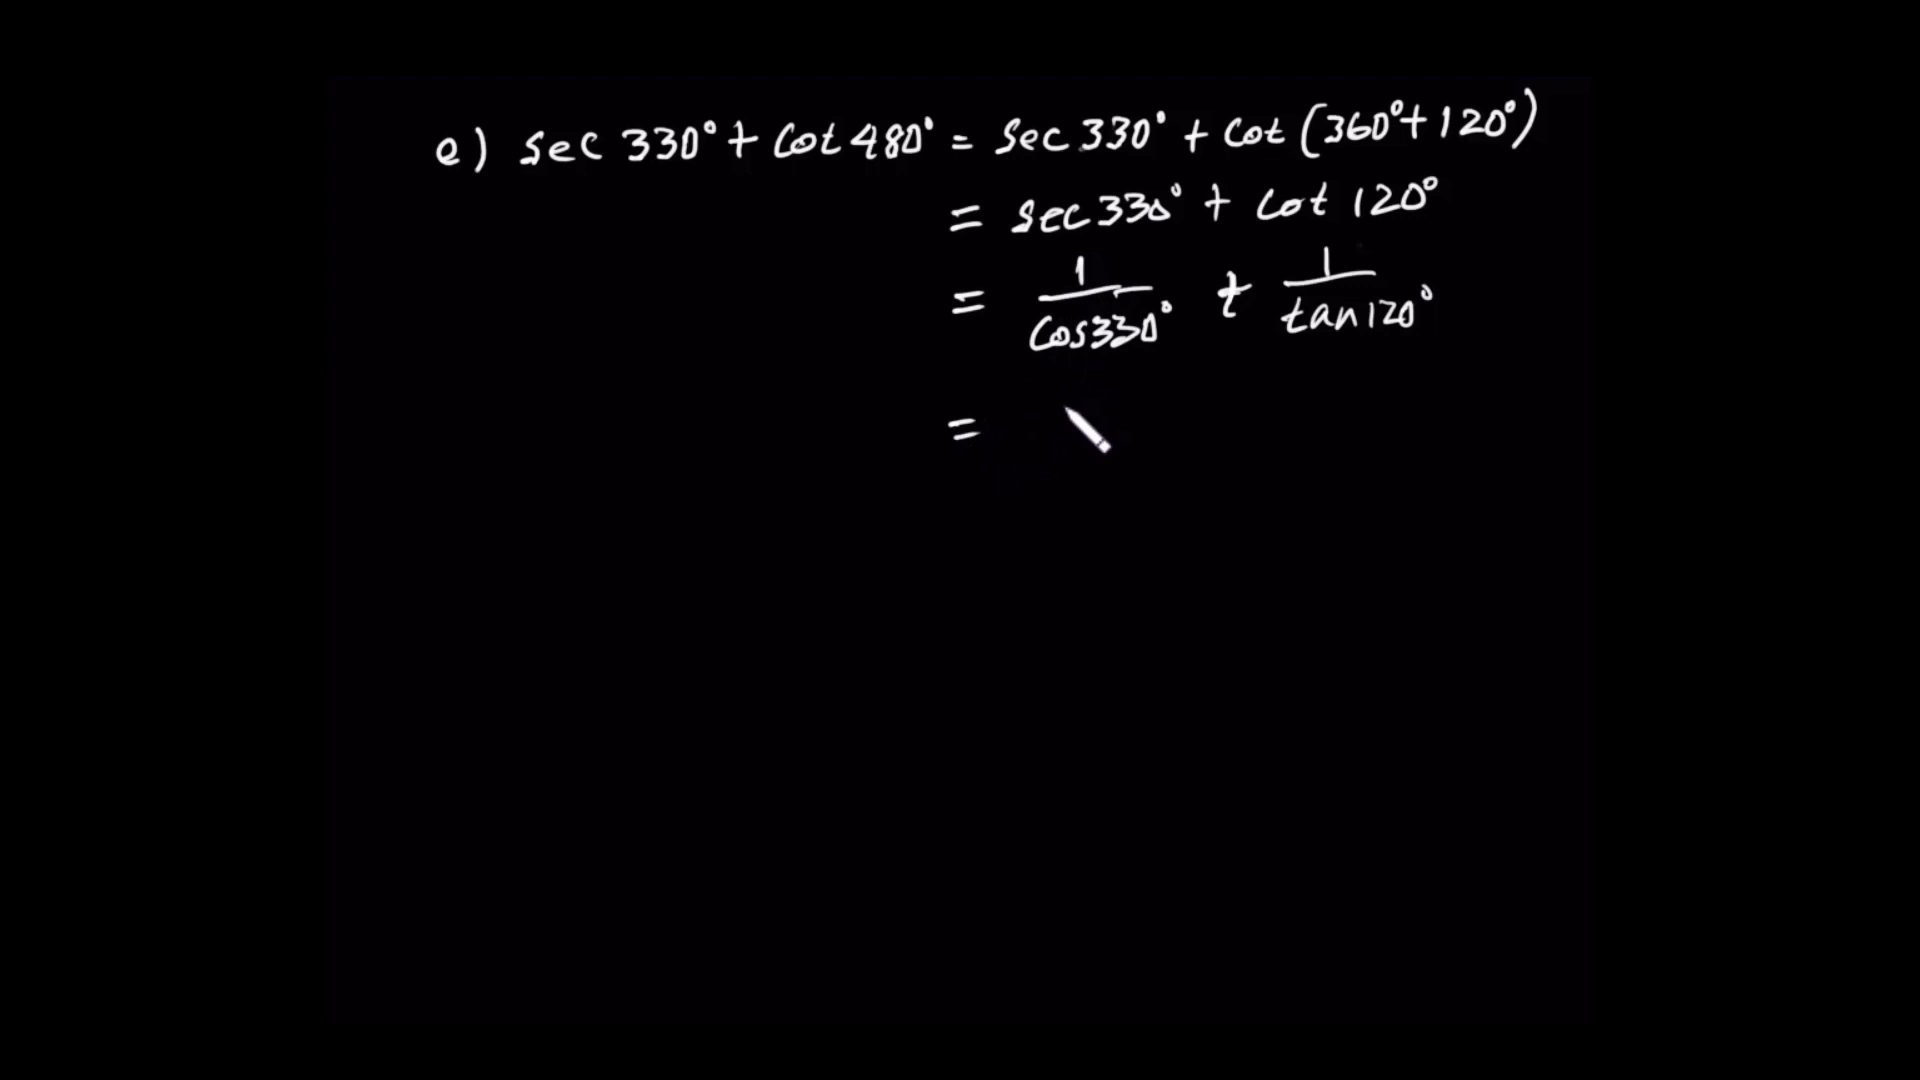 e) sec 330° + cot 480° = sec 330° + cot (360° + 120°)
= sec 330° + cot 120°
= 1/cos 330° + 1/tan 120°
=